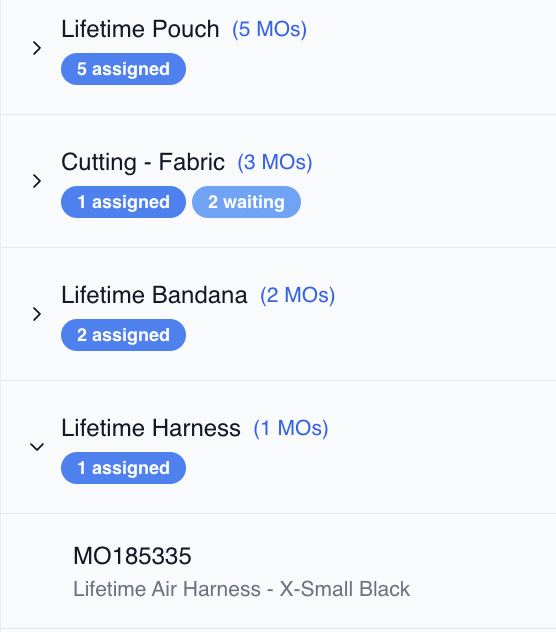 Lifetime Pouch (5 MOs)
5 assigned
Cutting - Fabric (3 MOs)
1 assigned 2 waiting
Lifetime Bandana (2 MOs)
2 assigned
Lifetime Harness (1 MOs)
1 assigned
MO185335
Lifetime Air Harness - X-Small Black